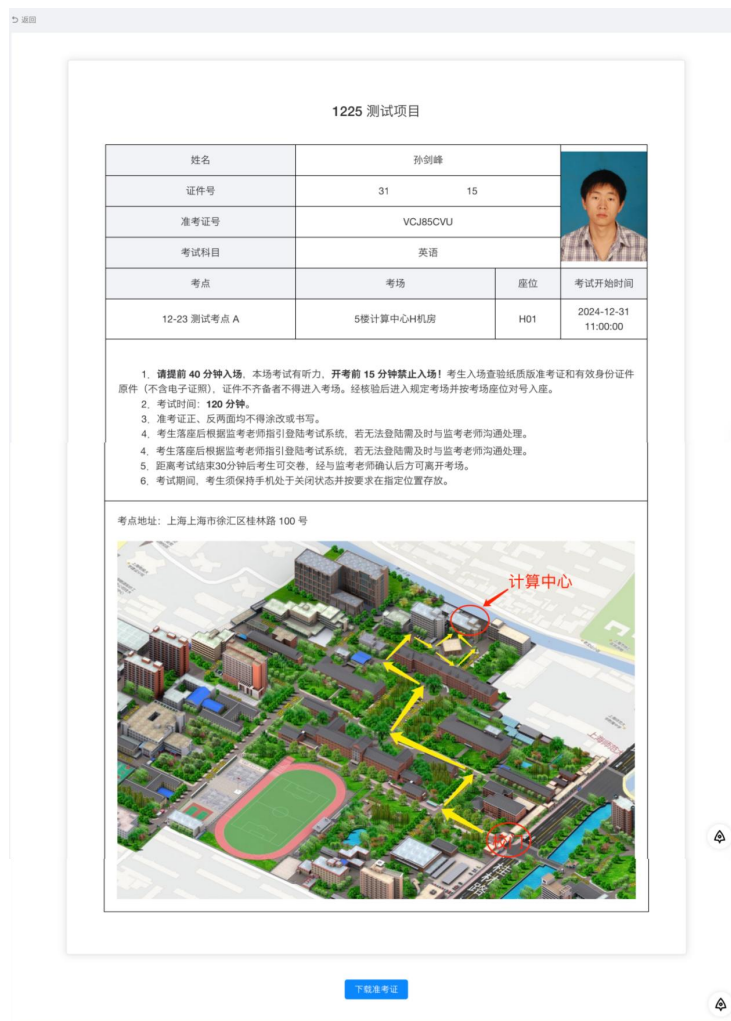 返回
1225 测试项目
姓名 孙剑峰
证件号 31 15
准考证号 VCJ85CVU
考试科目 英语
考点 考场 座位 考试开始时间
12-23 测试考点 A 5楼计算中心H机房 H01 2024-12-31
11:00:00
1、请提前 40 分钟入场，本场考试有听力，开考前 15 分钟禁止入场！考生入场查验纸质版准考证和有效身份证件
原件（不含电子证照），证件不齐备者不得进入考场。经核验后进入规定考场并按考场座位对号入座。
2、考试时间：120 分钟。
3、准考证正、反两面均不得涂改或书写。
4、考生落座后根据监考老师指引登陆考试系统，若无法登陆需及时与监考老师沟通处理。
4、考生落座后根据监考老师指引登陆考试系统，若无法登陆需及时与监考老师沟通处理。
5、距离考试结束30分钟后考生可交卷，经与监考老师确认后方可离开考场。
6、考试期间，考生须保持手机处于关闭状态并按要求在指定位置存放。
考点地址：上海上海市徐汇区桂林路 100 号
计算中心
桂林路
下载准考证